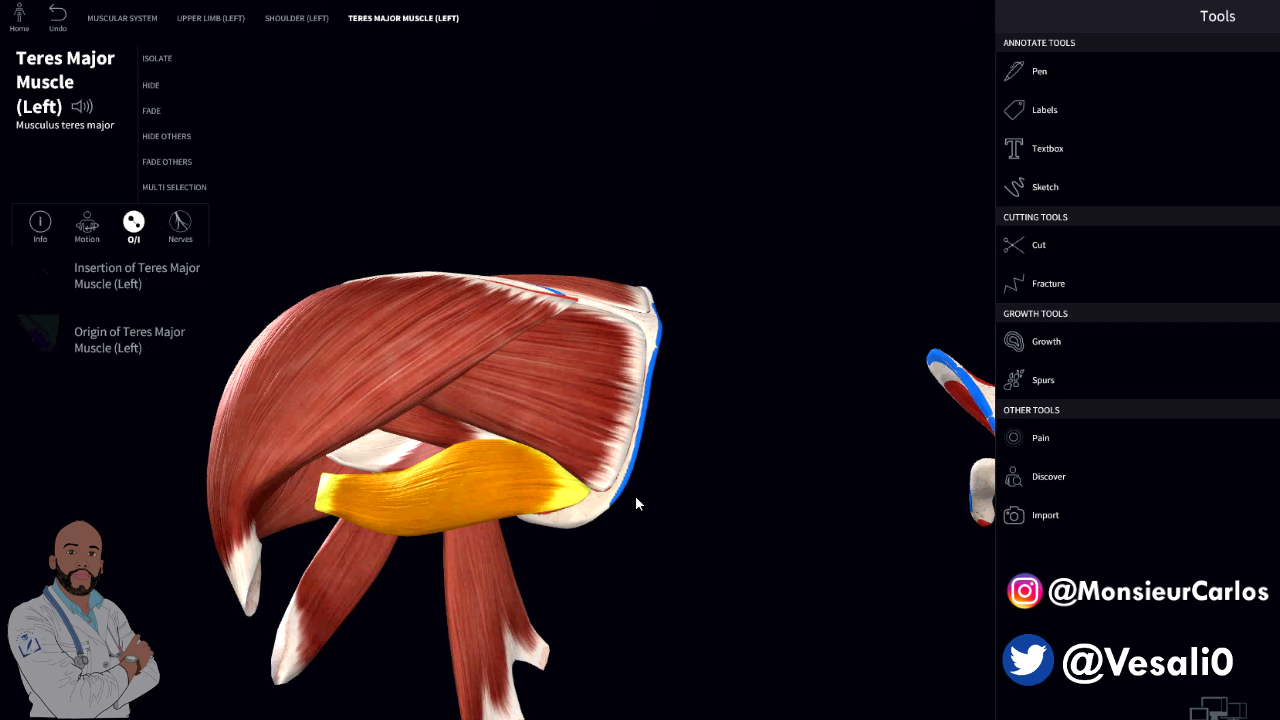 Home
Undo
MUSCULAR SYSTEM
UPPER LIMB (LEFT)
SHOULDER (LEFT)
TERES MAJOR MUSCLE (LEFT)
Tools
Teres Major
Muscle
(Left)
Musculus teres major
ISOLATE
HIDE
FADE
HIDE OTHERS
FADE OTHERS
MULTI SELECTION
Info
Motion
O/I
Nerves
Insertion of Teres Major
Muscle (Left)
Origin of Teres Major
Muscle (Left)
ANNOTATE TOOLS
Pen
Labels
Textbox
Sketch
CUTTING TOOLS
Cut
Fracture
GROWTH TOOLS
Growth
Spurs
OTHER TOOLS
Pain
Discover
Import
@MonsieurCarlos
@Vesali0